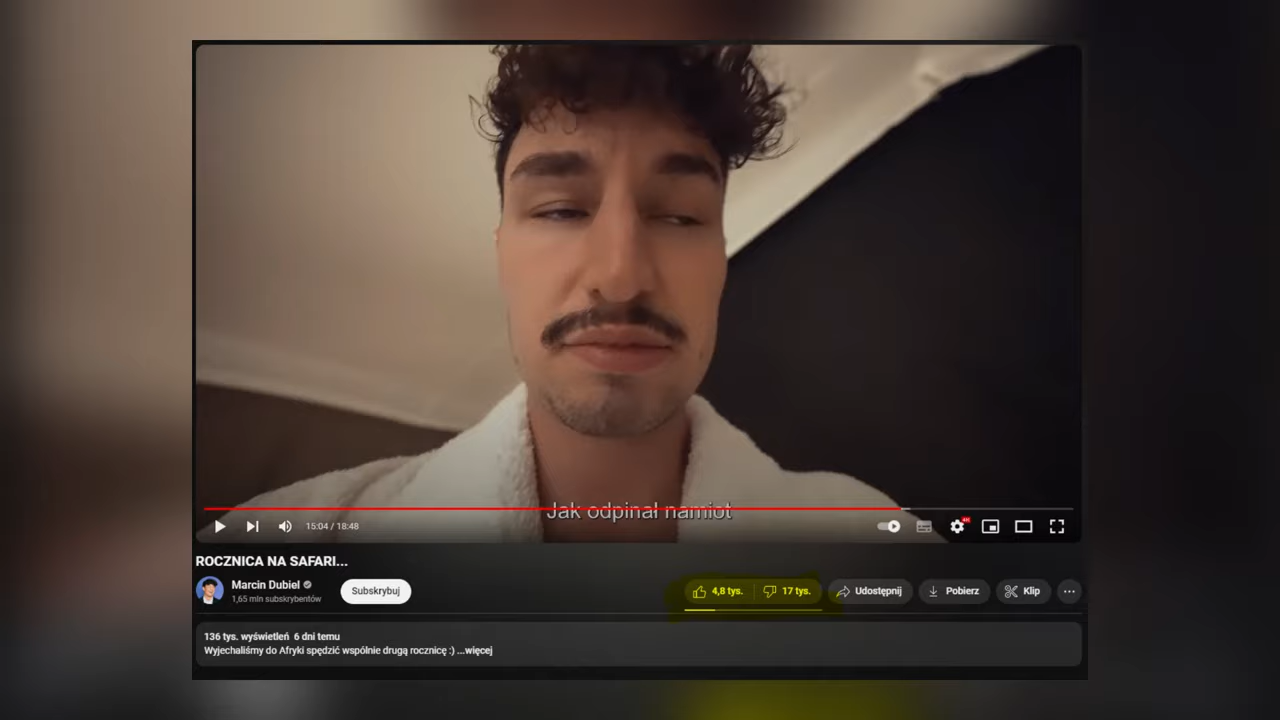 Jak odpinał namiot
15:04 / 18:48
ROCZNICA NA SAFARI...
Marcin Dubiel
1,65 mln subskrybentów
Subskrybuj
4,8 tys.
17 tys.
Udostępnij
Pobierz
Klip
136 tys. wyświetleń 6 dni temu
Wyjechaliśmy do Afryki spędzić wspólnie drugą rocznicę :) ...więcej